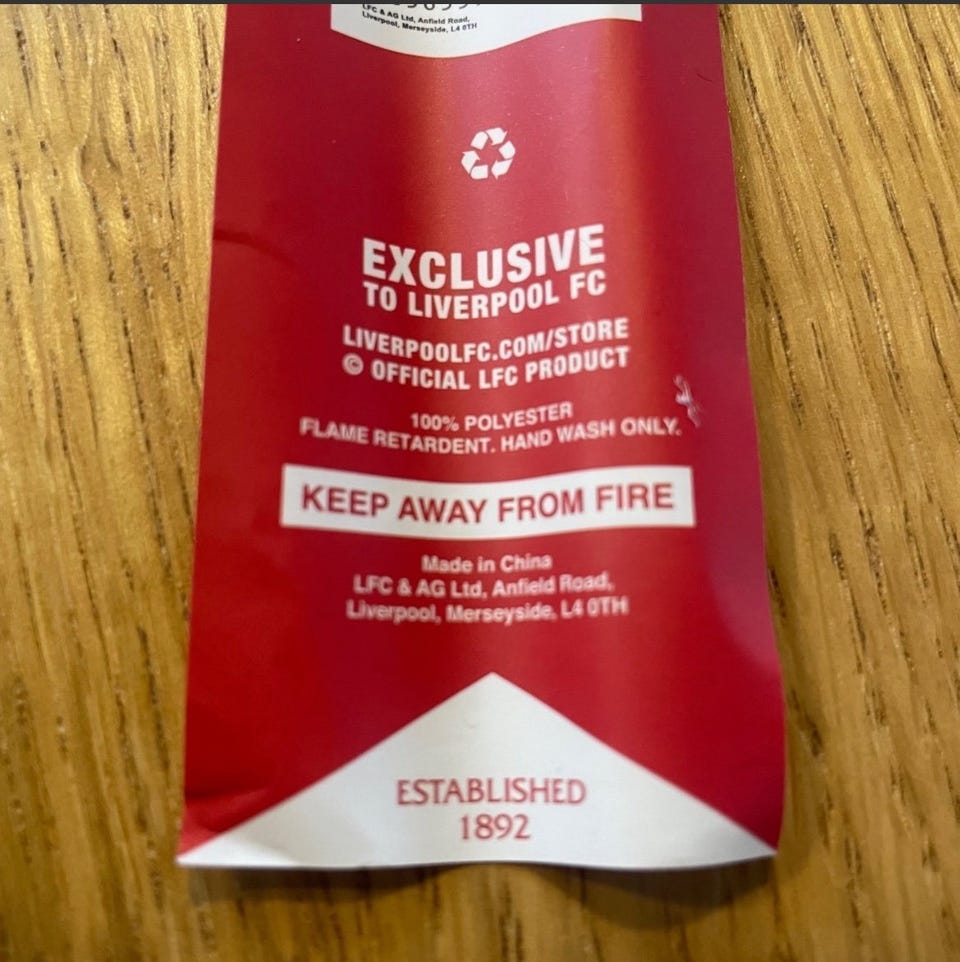 LFC & AG Ltd, Anfield Road,
Liverpool, Merseyside, L4 0TH
EXCLUSIVE
TO LIVERPOOL FC
LIVERPOOLFC.COM/STORE
© OFFICIAL LFC PRODUCT
100% POLYESTER
FLAME RETARDENT. HAND WASH ONLY.
KEEP AWAY FROM FIRE
Made in China
LFC & AG Ltd, Anfield Road,
Liverpool, Merseyside, L4 0TH
ESTABLISHED
1892